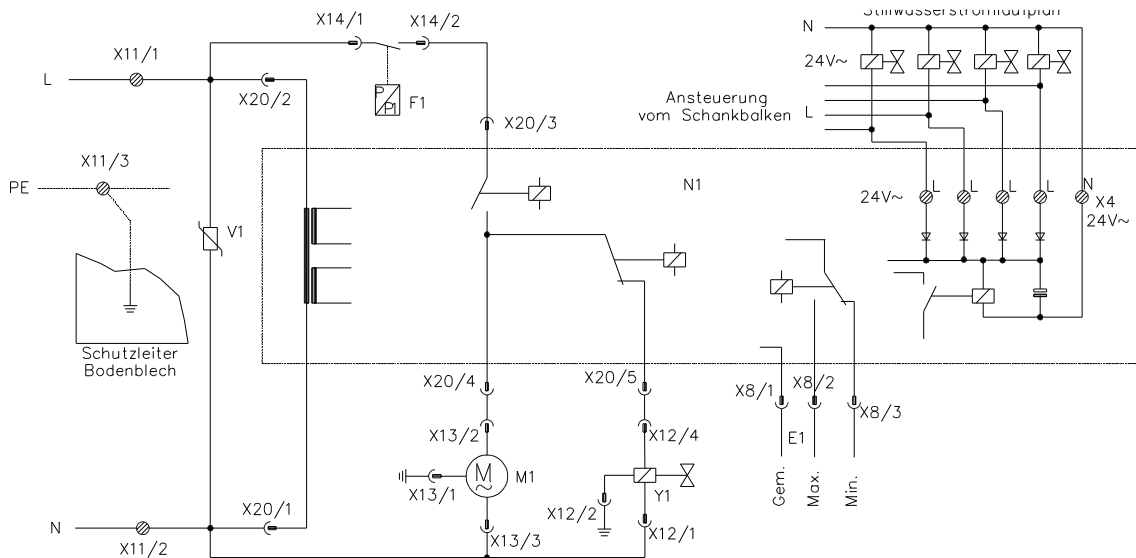 Stillwasserstromlaufplan
X14/1
X14/2
N
X11/1
24V~
L
X20/2
P
P1
F1
Ansteuerung
vom Schankbalken
L
X20/3
X11/3
PE
N1
24V~
L
L
L
L
N
X4
24V~
V1
Schutzleiter
Bodenblech
X20/4
X20/5
X8/1
X8/2
X8/3
X13/2
X12/4
E1
M
~
M1
X13/1
Y1
Gem.
Max.
Min.
X20/1
X12/2
N
X11/2
X13/3
X12/1